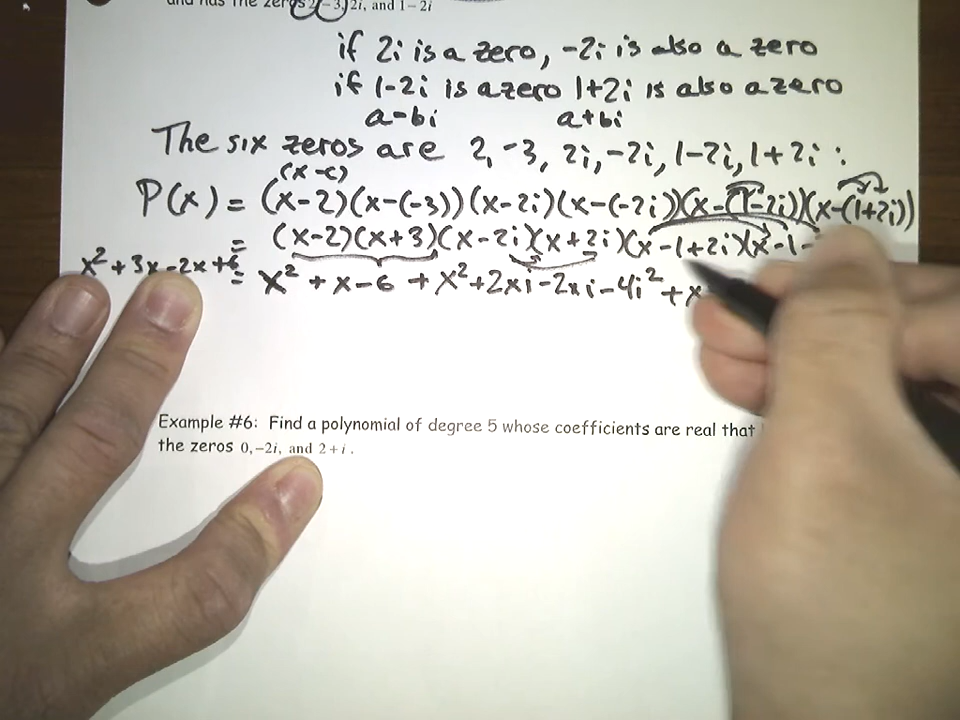 and has the zeros 2, -3, 2i, and 1-2i
if 2i is a zero, -2i is also a zero
if 1-2i is a zero 1+2i is also a zero
a-bi a+bi
The six zeros are 2, -3, 2i, -2i, 1-2i, 1+2i :
(x-c)
P(x) = (x-2)(x-(-3))(x-2i)(x-(-2i))(x-(1-2i))(x-(1+2i))
= (x-2)(x+3)(x-2i)(x+2i)(x-1+2i)(x-1-
x²+3x-2x+6
= x² + x-6 + x²+2xi-2xi-4i²+x
Example #6: Find a polynomial of degree 5 whose coefficients are real that
the zeros 0, -2i, and 2+i.